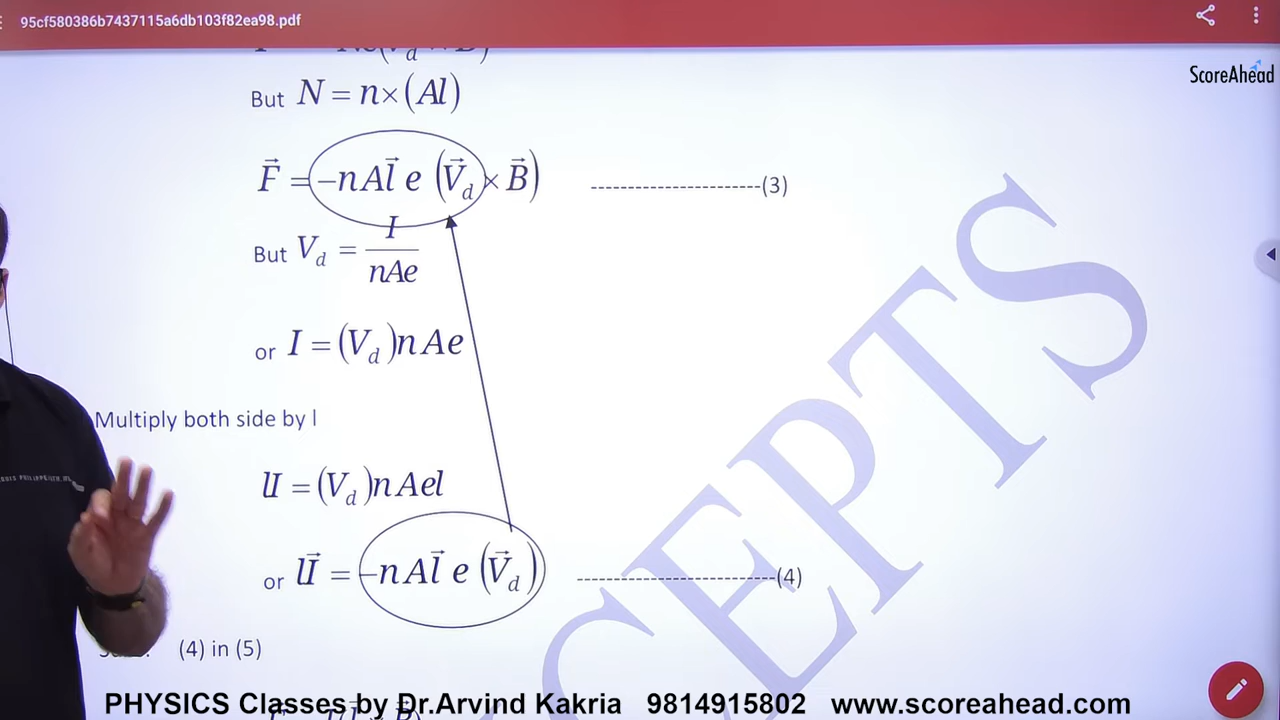 95cf580386b7437115a6db103f82ea98.pdf
ScoreAhead
But N = n×(Al)
F⃗ = −nAl⃗ e (V⃗d × B⃗) -----------------------(3)
But Vd = I / nAe
or I = (Vd)nAe
Multiply both side by l
lI = (Vd)nAel
or lI⃗ = −nAl⃗ e (V⃗d)) ---------------------------(4)
(4) in (5)
CEPTS
PHYSICS Classes by Dr.Arvind Kakria 9814915802 www.scoreahead.com